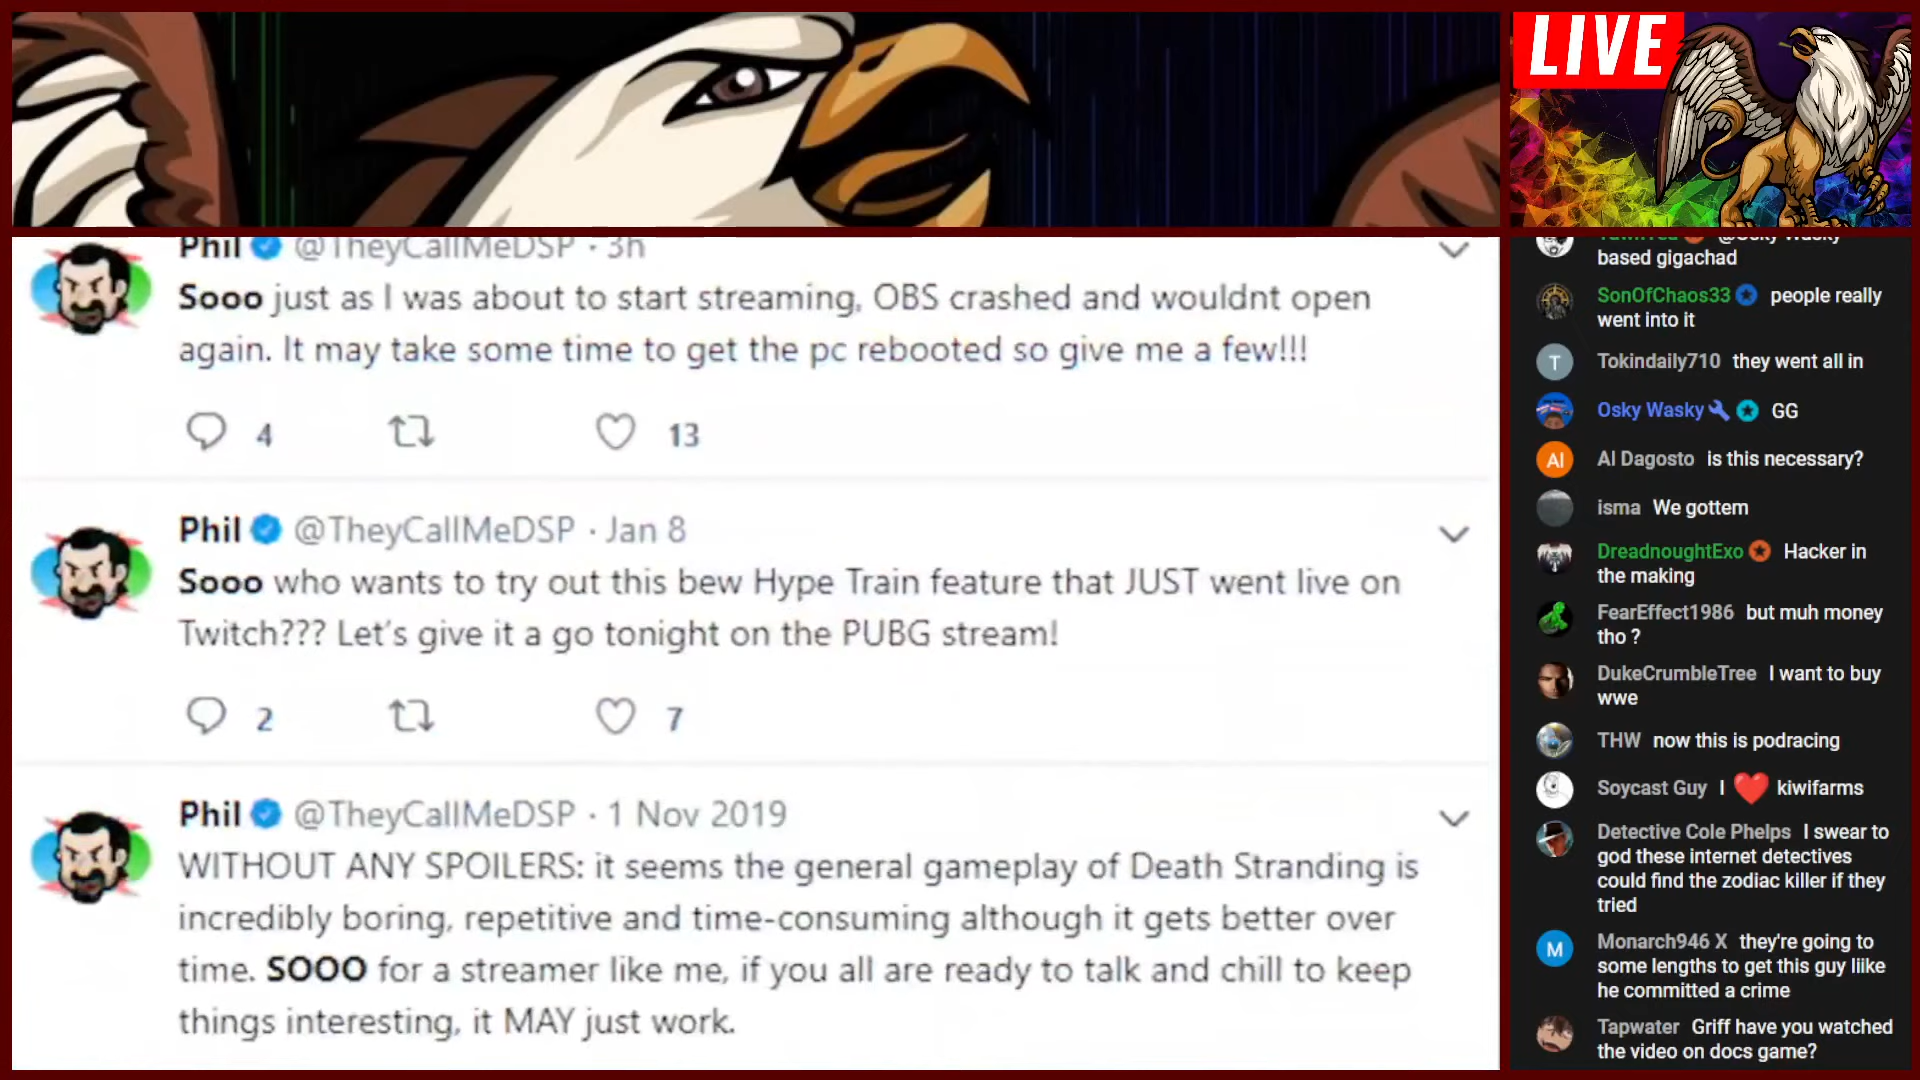 LIVE
Phil @TheyCallMeDSP · 3h
Sooo just as I was about to start streaming, OBS crashed and wouldnt open
again. It may take some time to get the pc rebooted so give me a few!!!
4 13
Phil @TheyCallMeDSP · Jan 8
Sooo who wants to try out this bew Hype Train feature that JUST went live on
Twitch??? Let's give it a go tonight on the PUBG stream!
2 7
Phil @TheyCallMeDSP · 1 Nov 2019
WITHOUT ANY SPOILERS: it seems the general gameplay of Death Stranding is
incredibly boring, repetitive and time-consuming although it gets better over
time. SOOO for a streamer like me, if you all are ready to talk and chill to keep
things interesting, it MAY just work.
@Osky Wasky
based gigachad
SonOfChaos33 people really
went into it
T Tokindaily710 they went all in
Osky Wasky GG
Al Al Dagosto is this necessary?
isma We gottem
DreadnoughtExo Hacker in
the making
FearEffect1986 but muh money
tho ?
DukeCrumbleTree I want to buy
wwe
THW now this is podracing
Soycast Guy I ❤ kiwifarms
Detective Cole Phelps I swear to
god these internet detectives
could find the zodiac killer if they
tried
M Monarch946 X they're going to
some lengths to get this guy liike
he committed a crime
Tapwater Griff have you watched
the video on docs game?